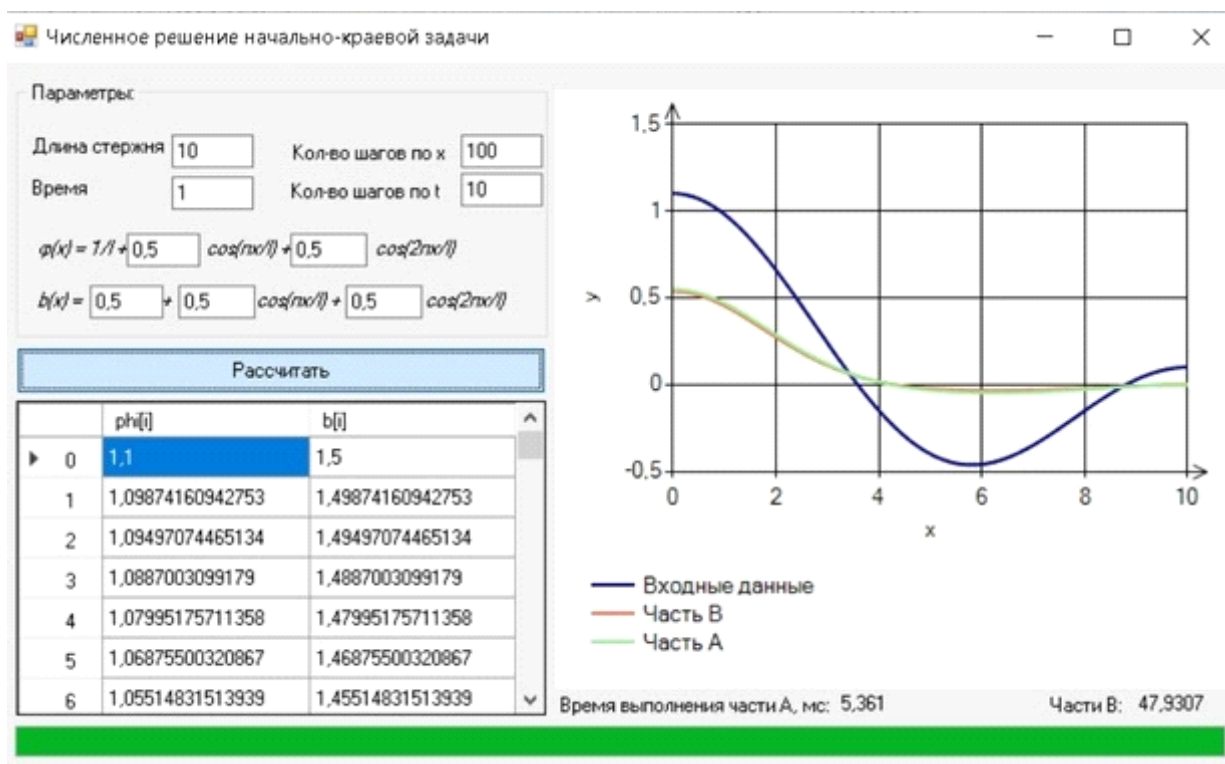 Численное решение начально-краевой задачи
Параметры:
Длина стержня 10 Кол-во шагов по x 100
Время 1 Кол-во шагов по t 10
φ(x) = 1/l + 0,5 cos(πx/l) + 0,5 cos(2πx/l)
b(x) = 0,5 + 0,5 cos(πx/l) + 0,5 cos(2πx/l)
Рассчитать
phi[i] b[i]
0 1,1 1,5
1 1,09874160942753 1,49874160942753
2 1,09497074465134 1,49497074465134
3 1,0887003099179 1,4887003099179
4 1,07995175711358 1,47995175711358
5 1,06875500320867 1,46875500320867
6 1,05514831513939 1,45514831513939
1,5
1
0,5
0
-0,5
y
0 2 4 6 8 10
x
Входные данные
Часть B
Часть A
Время выполнения части A, мс: 5,361 Части B: 47,9307